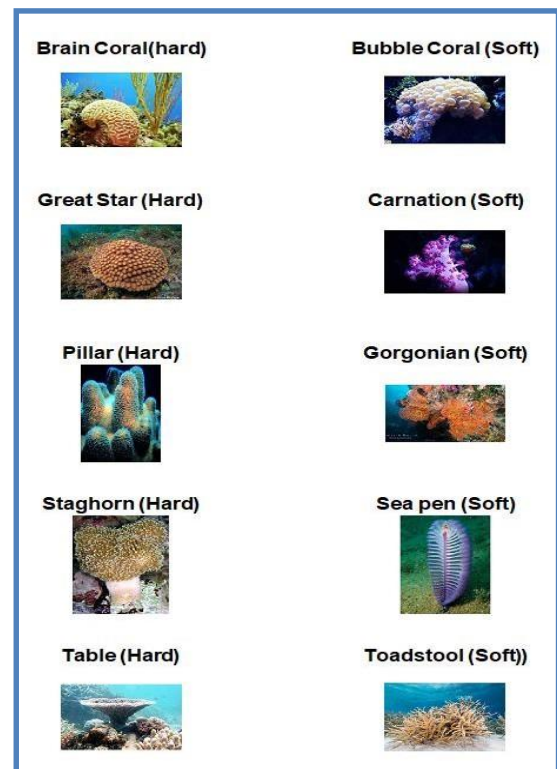 Brain Coral(hard)
Bubble Coral (Soft)
Great Star (Hard)
Carnation (Soft)
Pillar (Hard)
Gorgonian (Soft)
Staghorn (Hard)
Sea pen (Soft)
Table (Hard)
Toadstool (Soft))